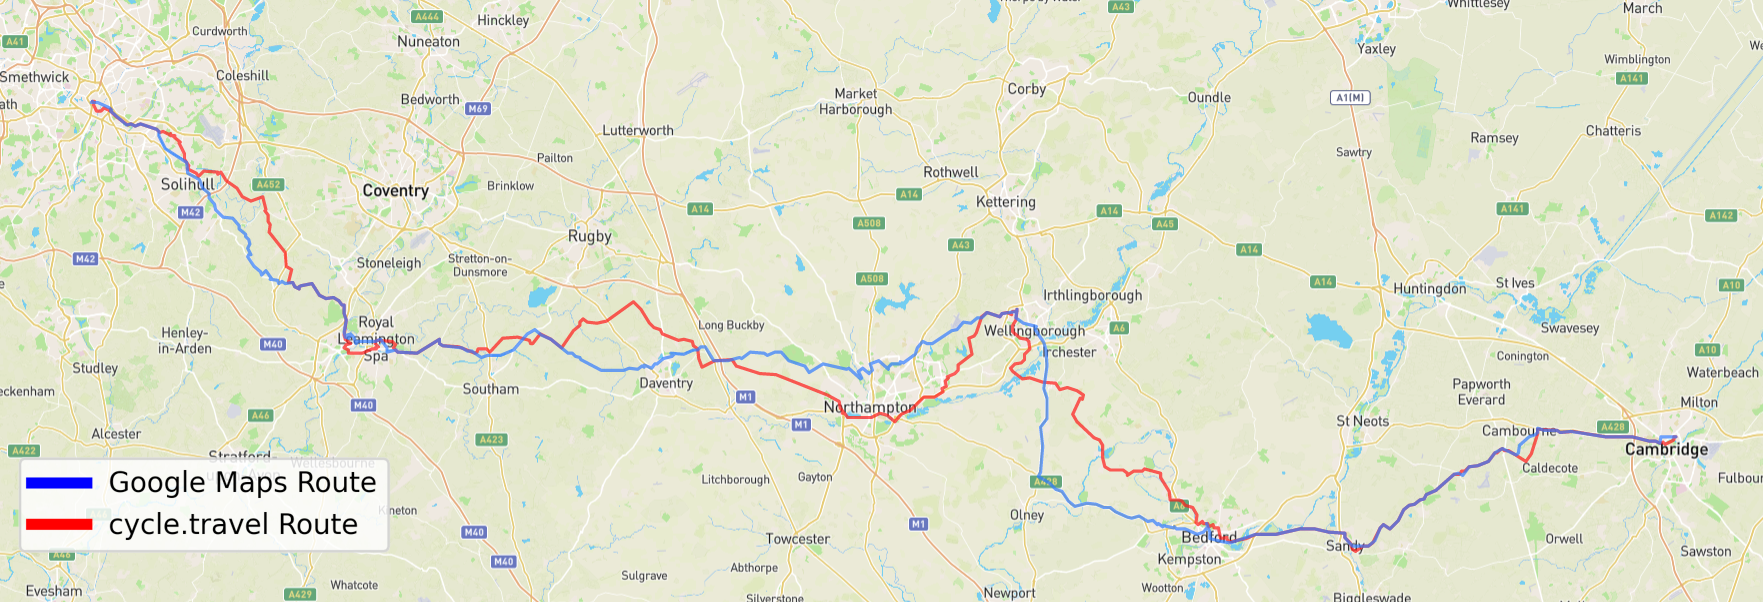 Hinckley
Whittlesey
March
A444
A43
Curdworth
A41
Nuneaton
Yaxley
Smethwick
Coleshill
Wimblington
A141
Bedworth
M69
Market
Harborough
Corby
Oundle
A1(M)
Lutterworth
Ramsey
Chatteris
Pailton
Sawtry
Solihull
A452
Coventry
Brinklow
Rothwell
A14
Kettering
M42
A14
A508
A14
A45
A141
A142
Rugby
A43
A14
M42
Stoneleigh
Stretton-on-
Dunsmore
A508
A14
Huntingdon
St Ives
A10
Irthlingborough
Royal
Leamington
Spa
Henley-
in-Arden
M40
Long Buckby
Wellingborough
A6
Swavesey
Irchester
Conington
A10
Studley
Waterbeach
Southam
Daventry
Papworth
Everard
M40
M1
Northampton
Milton
A46
M1
St Neots
Alcester
A423
Cambourne
A428
A422
Cambridge
Stratford-
Caldecote
Wellesbourne
Litchborough
Gayton
A428
Fulbour
Google Maps Route
A6
Kineton
Olney
cycle.travel Route
M40
M1
Towcester
Bedford
Sandy
Orwell
Sawston
A46
M40
Abthorpe
Kempston
Sulgrave
Evesham
A429
Whatcote
Silverstone
Newport
Wootton
Biggleswade